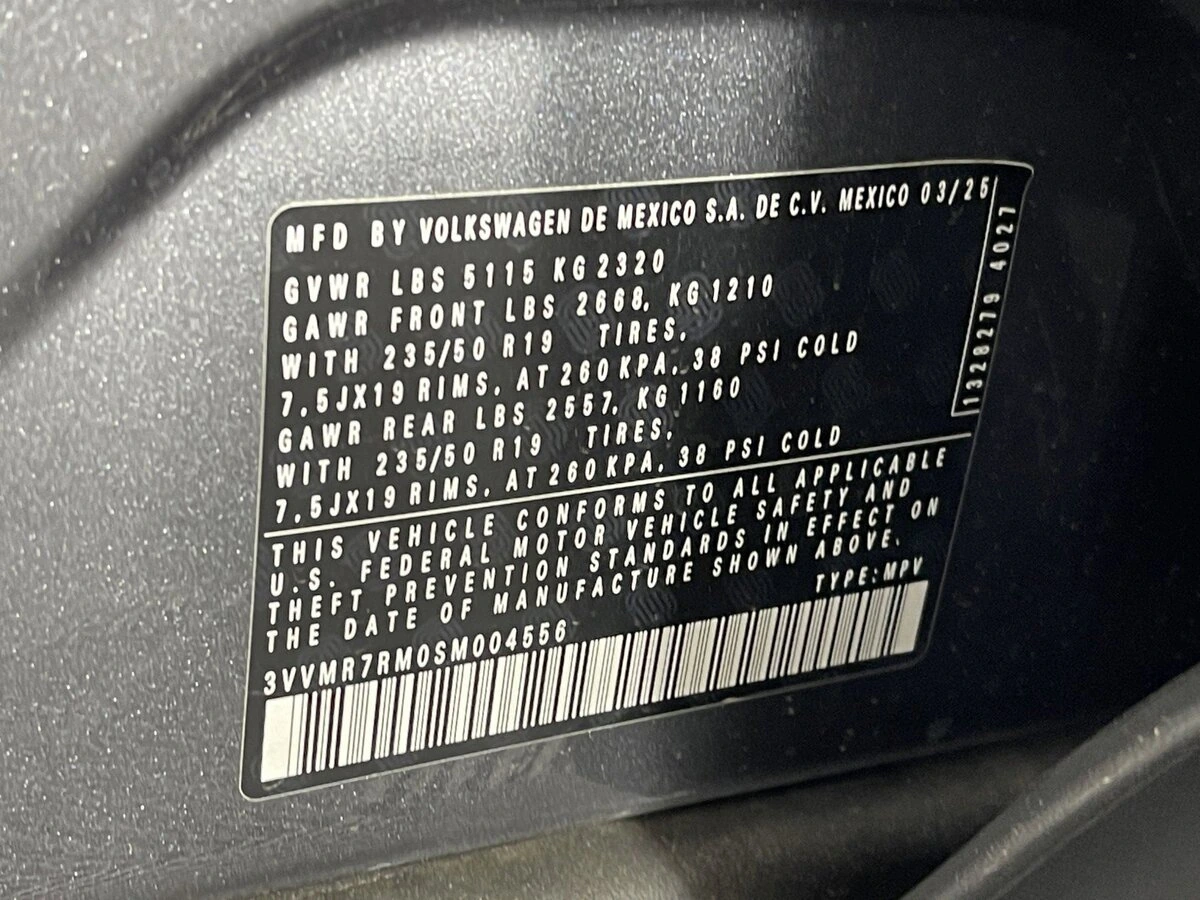 MFD BY VOLKSWAGEN DE MEXICO S.A. DE C.V. MEXICO 03/25
GVWR LBS 5115 KG 2320
GAWR FRONT LBS 2668, KG 1210
WITH 235/50 R19 TIRES,
7,5JX19 RIMS, AT 260 KPA, 38 PSI COLD
GAWR REAR LBS 2557, KG 1160
WITH 235/50 R19 TIRES,
7,5JX19 RIMS, AT 260 KPA, 38 PSI COLD
1328279 4027
THIS VEHICLE CONFORMS TO ALL APPLICABLE
U.S. FEDERAL MOTOR VEHICLE SAFETY AND
THEFT PREVENTION STANDARDS IN EFFECT ON
THE DATE OF MANUFACTURE SHOWN ABOVE.
TYPE:MPV
3VVMR7RM0SM004556